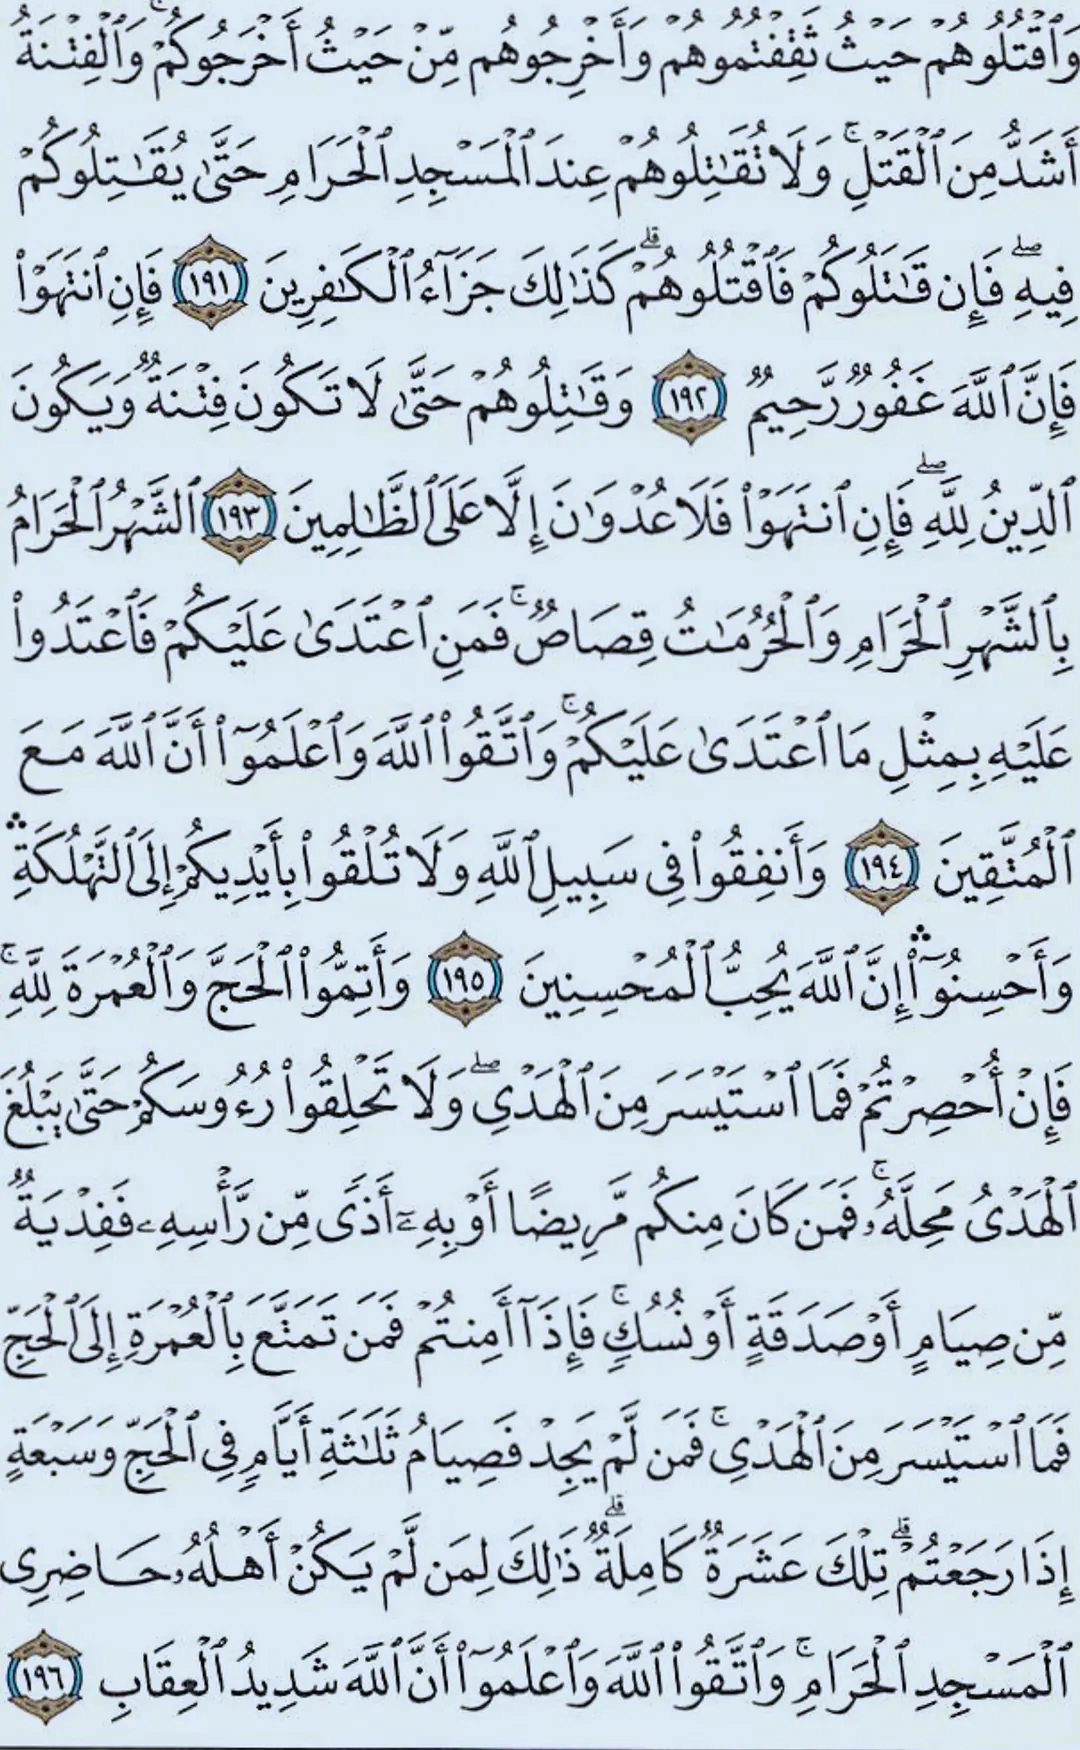 وَٱقۡتُلُوهُمۡ حَيۡثُ ثَقِفۡتُمُوهُمۡ وَأَخۡرِجُوهُم مِّنۡ حَيۡثُ أَخۡرَجُوكُمۡۚ وَٱلۡفِتۡنَةُ
أَشَدُّ مِنَ ٱلۡقَتۡلِۚ وَلَا تُقَٰتِلُوهُمۡ عِندَ ٱلۡمَسۡجِدِ ٱلۡحَرَامِ حَتَّىٰ يُقَٰتِلُوكُمۡ
فِيهِۖ فَإِن قَٰتَلُوكُمۡ فَٱقۡتُلُوهُمۡۗ كَذَٰلِكَ جَزَآءُ ٱلۡكَٰفِرِينَ ١٩١ فَإِنِ ٱنتَهَوۡاْ
فَإِنَّ ٱللَّهَ غَفُورٞ رَّحِيمٞ ١٩٢ وَقَٰتِلُوهُمۡ حَتَّىٰ لَا تَكُونَ فِتۡنَةٞ وَيَكُونَ
ٱلدِّينُ لِلَّهِۖ فَإِنِ ٱنتَهَوۡاْ فَلَا عُدۡوَٰنَ إِلَّا عَلَى ٱلظَّٰلِمِينَ ١٩٣ ٱلشَّهۡرُ ٱلۡحَرَامُ
بِٱلشَّهۡرِ ٱلۡحَرَامِ وَٱلۡحُرُمَٰتُ قِصَاصٞۚ فَمَنِ ٱعۡتَدَىٰ عَلَيۡكُمۡ فَٱعۡتَدُواْ
عَلَيۡهِ بِمِثۡلِ مَا ٱعۡتَدَىٰ عَلَيۡكُمۡۚ وَٱتَّقُواْ ٱللَّهَ وَٱعۡلَمُوٓاْ أَنَّ ٱللَّهَ مَعَ
ٱلۡمُتَّقِينَ ١٩٤ وَأَنفِقُواْ فِي سَبِيلِ ٱللَّهِ وَلَا تُلۡقُواْ بِأَيۡدِيكُمۡ إِلَى ٱلتَّهۡلُكَةِۛ
وَأَحۡسِنُوٓاْۛ إِنَّ ٱللَّهَ يُحِبُّ ٱلۡمُحۡسِنِينَ ١٩٥ وَأَتِمُّواْ ٱلۡحَجَّ وَٱلۡعُمۡرَةَ لِلَّهِۚ
فَإِنۡ أُحۡصِرۡتُمۡ فَمَا ٱسۡتَيۡسَرَ مِنَ ٱلۡهَدۡيِۖ وَلَا تَحۡلِقُواْ رُءُوسَكُمۡ حَتَّىٰ يَبۡلُغَ
ٱلۡهَدۡيُ مَحِلَّهُۥۚ فَمَن كَانَ مِنكُم مَّرِيضًا أَوۡ بِهِۦٓ أَذٗى مِّن رَّأۡسِهِۦ فَفِدۡيَةٞ
مِّن صِيَامٍ أَوۡ صَدَقَةٍ أَوۡ نُسُكٖۚ فَإِذَآ أَمِنتُمۡ فَمَن تَمَتَّعَ بِٱلۡعُمۡرَةِ إِلَى ٱلۡحَجِّ
فَمَا ٱسۡتَيۡسَرَ مِنَ ٱلۡهَدۡيِۚ فَمَن لَّمۡ يَجِدۡ فَصِيَامُ ثَلَٰثَةِ أَيَّامٖ فِي ٱلۡحَجِّ وَسَبۡعَةٍ
إِذَا رَجَعۡتُمۡۗ تِلۡكَ عَشَرَةٞ كَامِلَةٞۗ ذَٰلِكَ لِمَن لَّمۡ يَكُنۡ أَهۡلُهُۥ حَاضِرِي
ٱلۡمَسۡجِدِ ٱلۡحَرَامِۚ وَٱتَّقُواْ ٱللَّهَ وَٱعۡلَمُوٓاْ أَنَّ ٱللَّهَ شَدِيدُ ٱلۡعِقَابِ ١٩٦